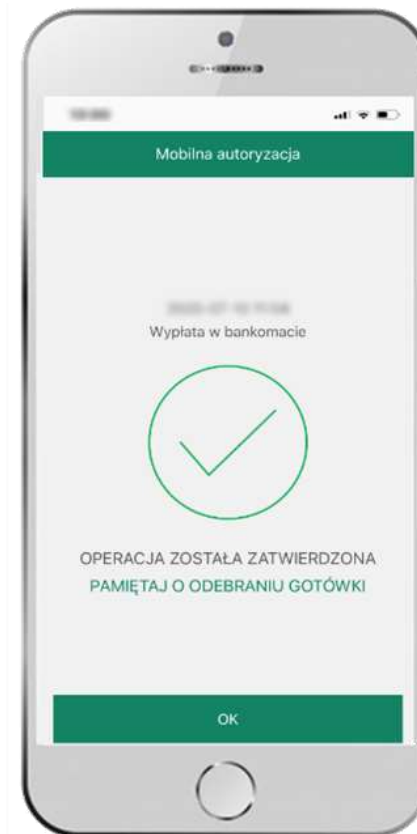 Mobilna autoryzacja
Wypłata w bankomacie
OPERACJA ZOSTAŁA ZATWIERDZONA
PAMIĘTAJ O ODEBRANIU GOTÓWKI
OK